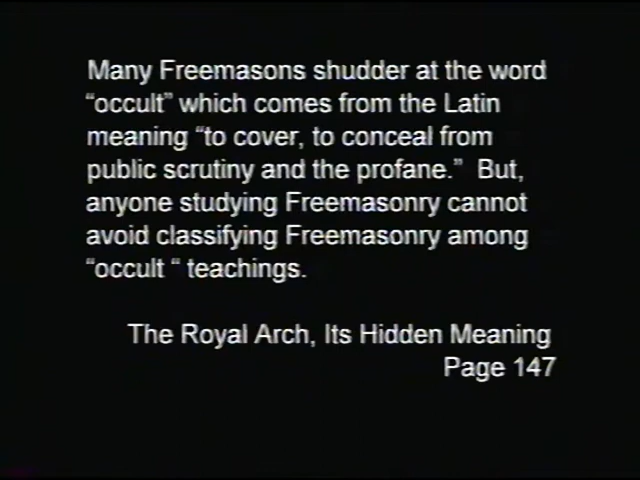 Many Freemasons shudder at the word
“occult” which comes from the Latin
meaning “to cover, to conceal from
public scrutiny and the profane.” But,
anyone studying Freemasonry cannot
avoid classifying Freemasonry among
“occult “ teachings.
The Royal Arch, Its Hidden Meaning
Page 147